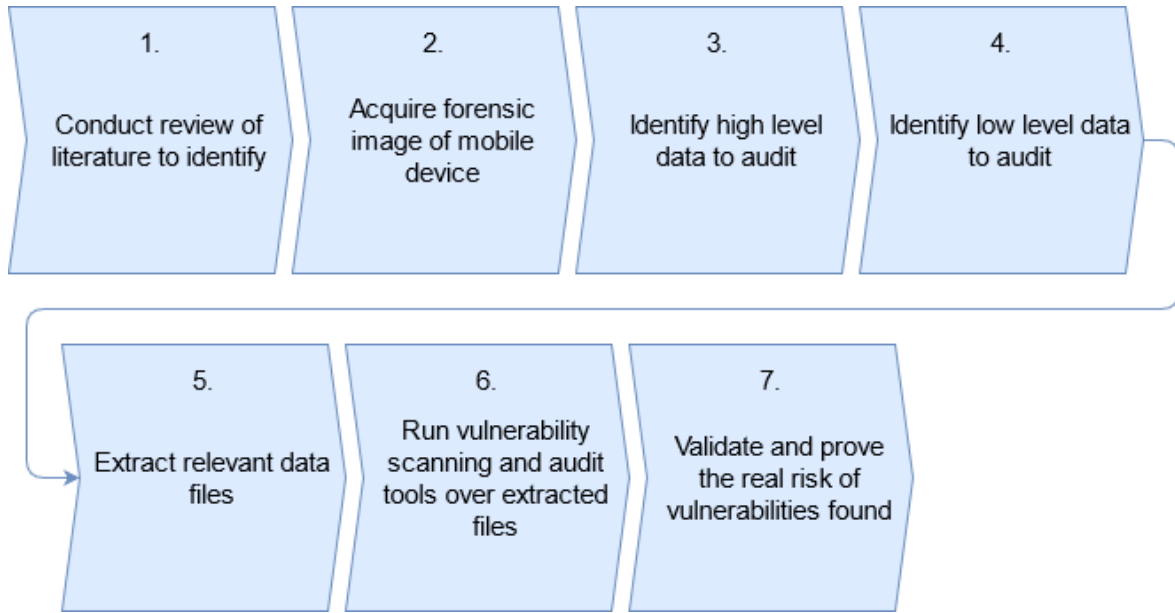 1.
Conduct review of
literature to identify
2.
Acquire forensic
image of mobile
device
3.
Identify high level
data to audit
4.
Identify low level data
to audit
5.
Extract relevant data
files
6.
Run vulnerability
scanning and audit
tools over extracted
files
7.
Validate and prove
the real risk of
vulnerabilities found